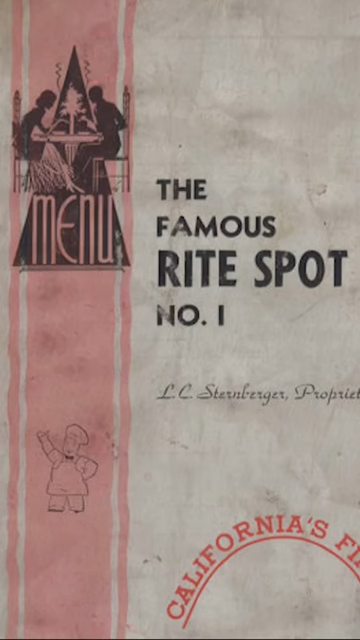 MENU
THE
FAMOUS
RITE SPOT
NO. 1
L.C. Sternberger, Propriet
CALIFORNIA'S FI